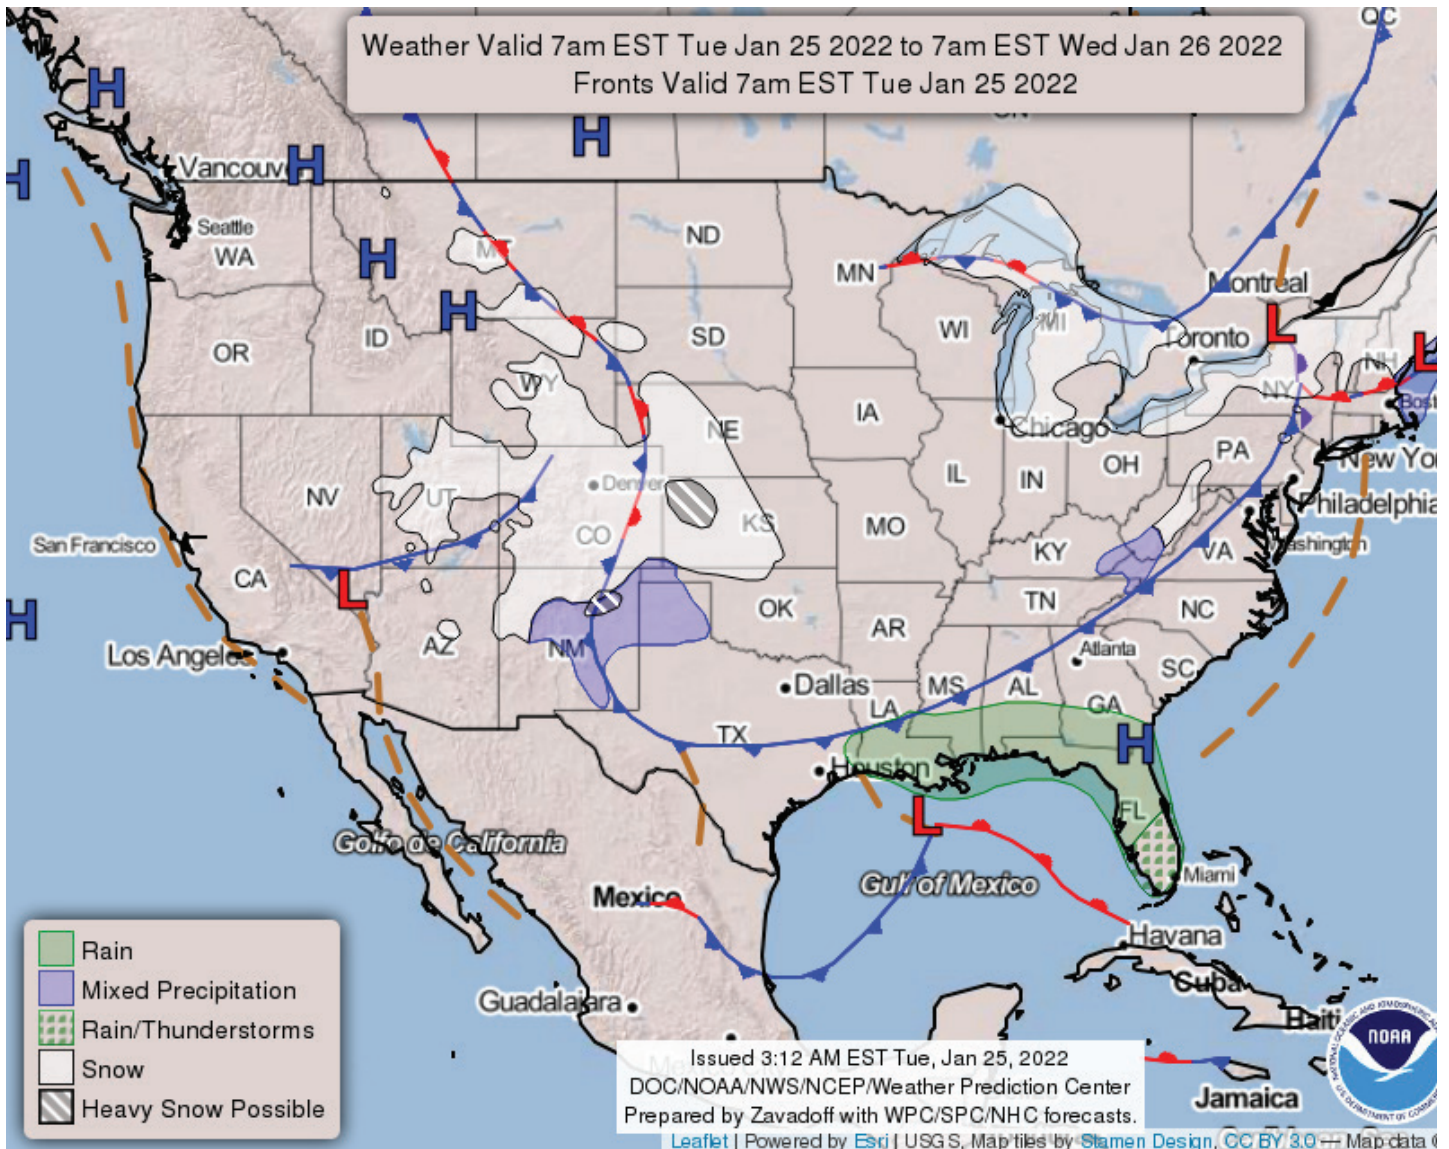 QC
Weather Valid 7am EST Tue Jan 25 2022 to 7am EST Wed Jan 26 2022
Fronts Valid 7am EST Tue Jan 25 2022
H
H
H
Vancouv
H
H
Seattle
WA
MT
ND
MN
Montreal
H
H
L
OR
ID
SD
WI
MI
Toronto
NH
L
WY
NY
Bost
IA
NE
Chicago
PA
New Yo
NV
UT
Denver
IL
IN
OH
Philadelphia
San Francisco
CO
KS
MO
KY
VA
Washington
CA
L
H
OK
TN
NC
AR
Los Angeles
AZ
NM
Atlanta
SC
Dallas
MS
AL
GA
LA
TX
H
Houston
FL
L
Golfo de California
Gulf of Mexico
Miami
Mexico
Havana
Cuba
Guadalajara
Haiti
Rain
Mixed Precipitation
Rain/Thunderstorms
Snow
Heavy Snow Possible
NOAA
Issued 3:12 AM EST Tue, Jan 25, 2022
DOC/NOAA/NWS/NCEP/Weather Prediction Center
Prepared by Zavadoff with WPC/SPC/NHC forecasts.
Jamaica
Leaflet | Powered by Esri | USGS, Map tiles by Stamen Design, CC BY 3.0 — Map data ©